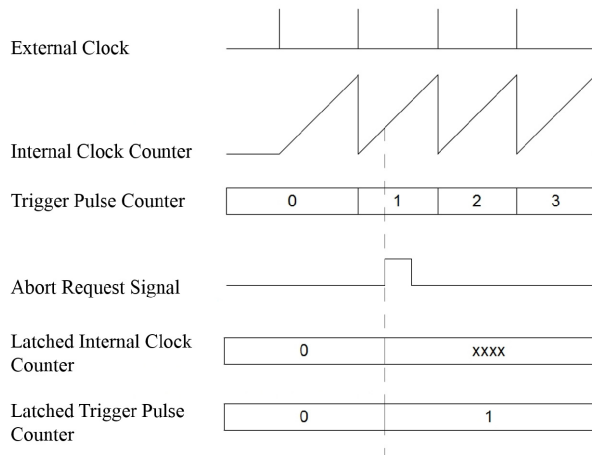 External Clock
Internal Clock Counter
Trigger Pulse Counter
0 1 2 3
Abort Request Signal
Latched Internal Clock
Counter
0 xxxx
Latched Trigger Pulse
Counter
0 1